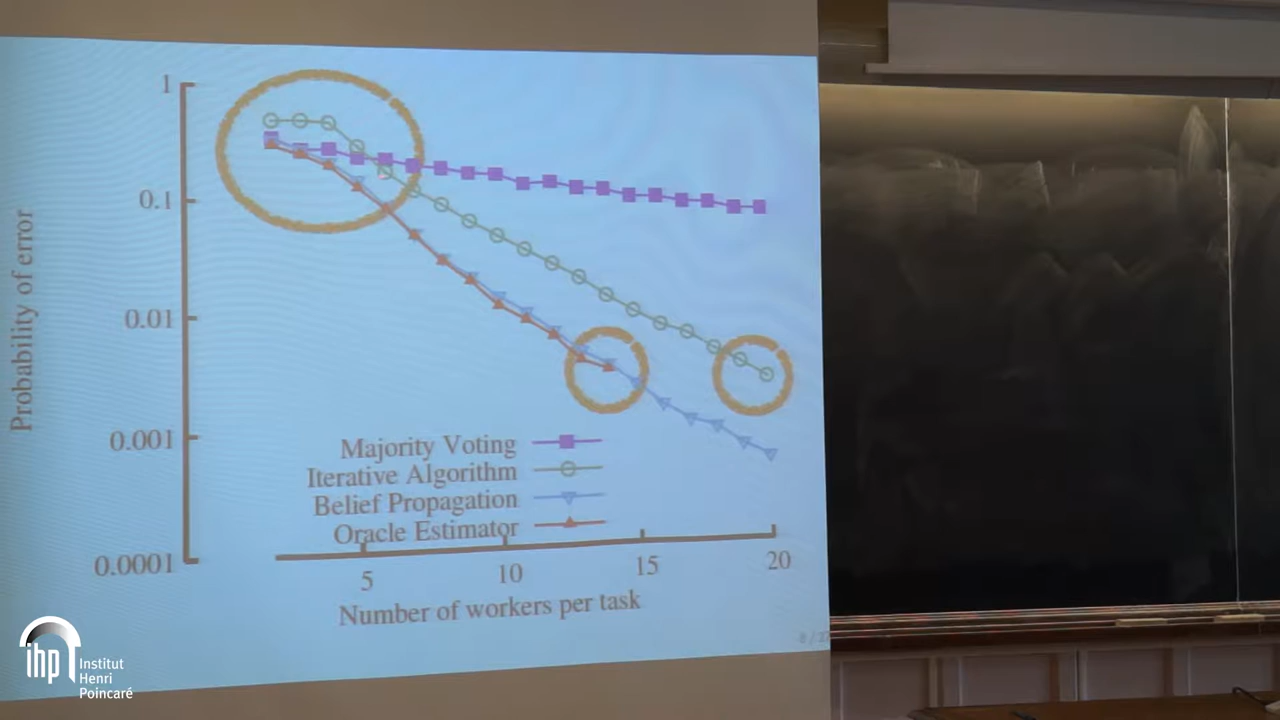 1
0.1
0.01
0.001
0.0001
Probability of error
Majority Voting
Iterative Algorithm
Belief Propagation
Oracle Estimator
5 10 15 20
Number of workers per task
ihp Institut
Henri
Poincaré